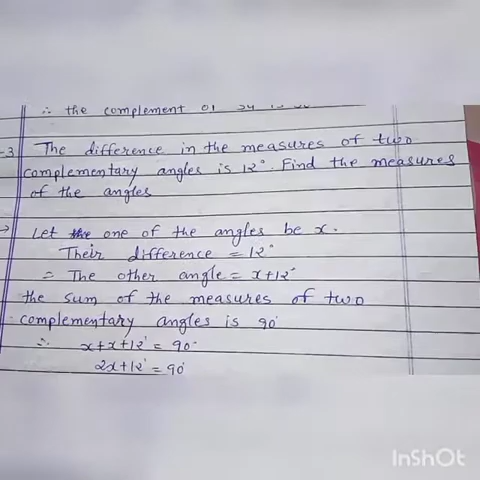 ∴ the complement of 54 is
-3 The difference in the measures of two
complementary angles is 12°. Find the measures
of the angles
→ Let the one of the angles be x.
Their difference = 12°
= The other angle = x+12°
the sum of the measures of two
complementary angles is 90°
∴ x+x+12° = 90°
2x+12° = 90°
InShOt